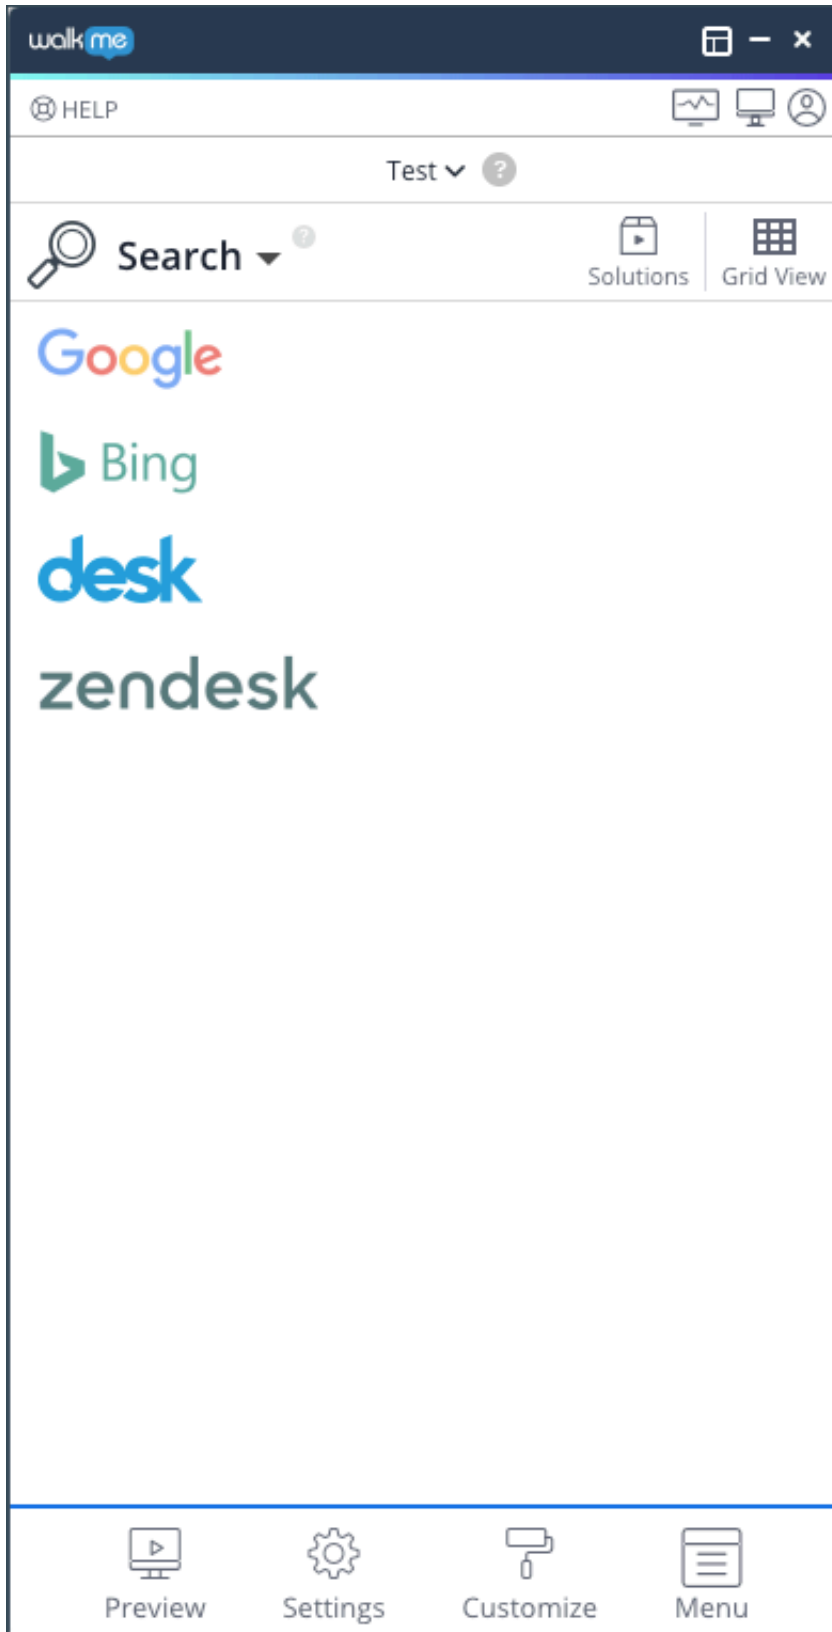 walkme
HELP
Test ?
Search ?
Solutions
Grid View
Google
Bing
desk
zendesk
Preview
Settings
Customize
Menu